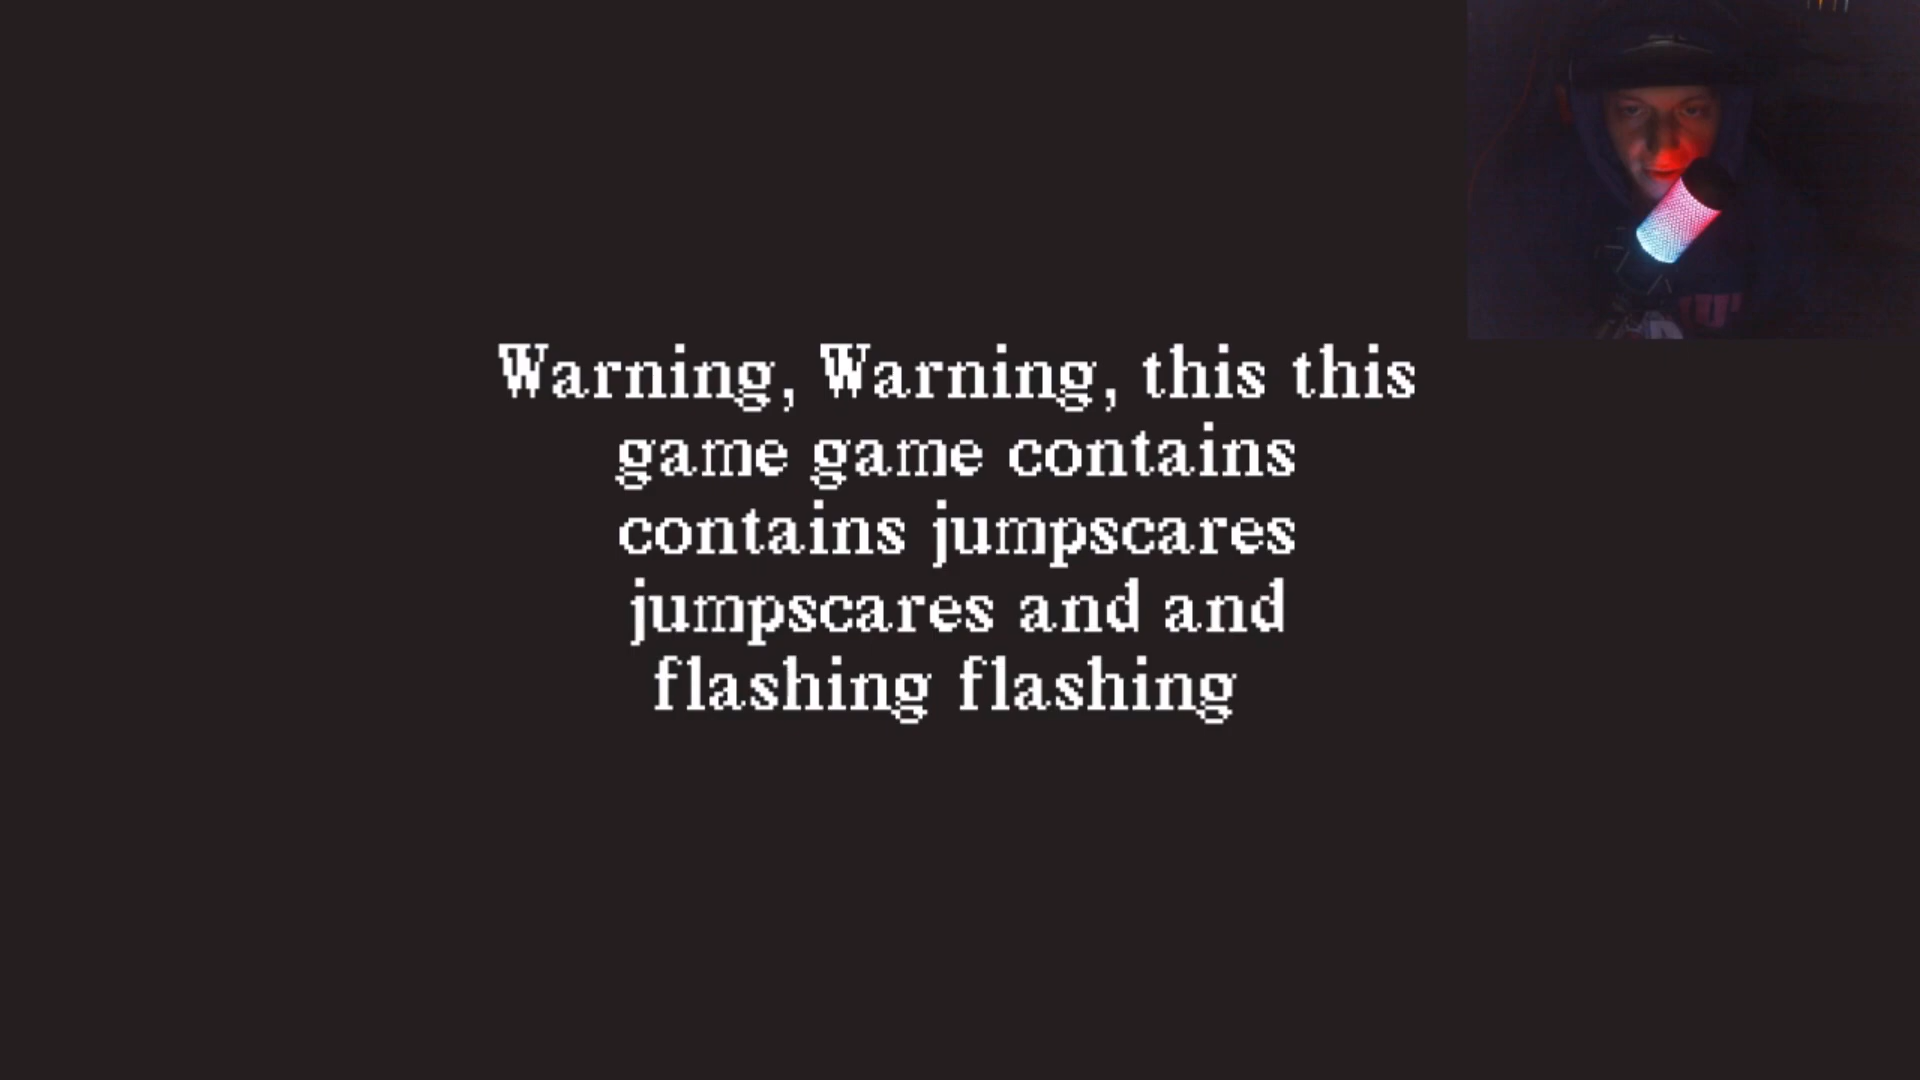 Warning, Warning, this this
game game contains
contains jumpscares
jumpscares and and
flashing flashing